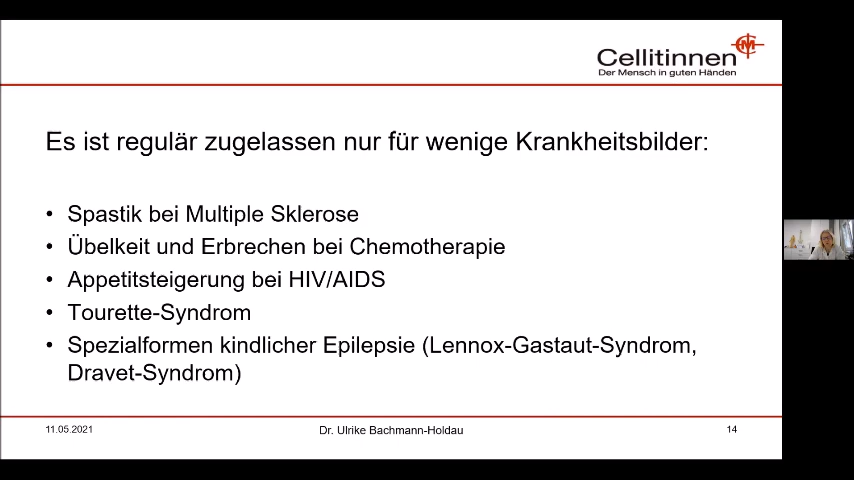 Cellitinnen
Der Mensch in guten Händen
Es ist regulär zugelassen nur für wenige Krankheitsbilder:
• Spastik bei Multiple Sklerose
• Übelkeit und Erbrechen bei Chemotherapie
• Appetitsteigerung bei HIV/AIDS
• Tourette-Syndrom
• Spezialformen kindlicher Epilepsie (Lennox-Gastaut-Syndrom,
Dravet-Syndrom)
11.05.2021
Dr. Ulrike Bachmann-Holdau
14